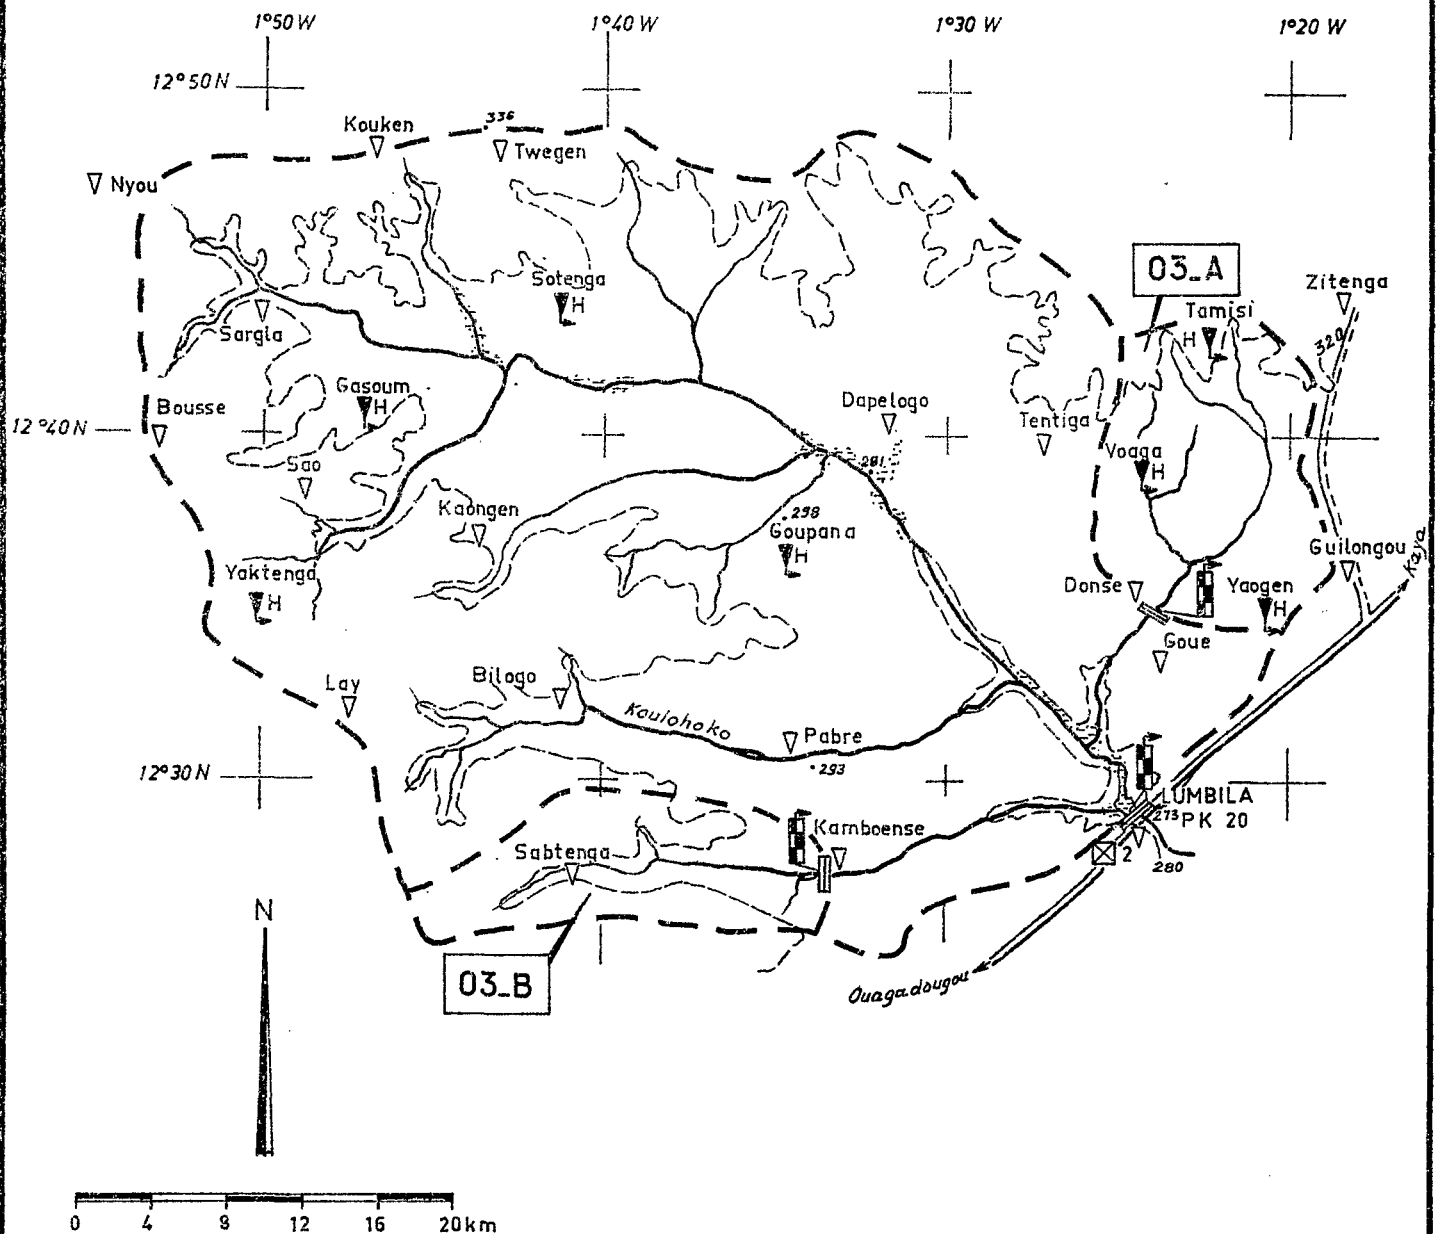 1°50 W
1°40 W
1°30 W
1°20 W
12°50 N
336
Kouken
Twegen
Nyou
03_A
Sotenga
H
Zitenga
Tamisi
H
Sargla
320
Gasoum
H
Bousse
Dapelogo
12°40 N
Tentiga
Voaga
H
Sao
281
Kaongen
298
Goupana
H
Guilongou
Kaya
Yaktenga
H
Donse
Yaogen
H
Goue
Lay
Bilogo
Koulohoko
Pabre
293
12°30 N
LUMBILA
273
PK 20
Kamboense
Sabtenga
2
280
N
03_B
Ouagadougou
0 4 8 12 16 20km